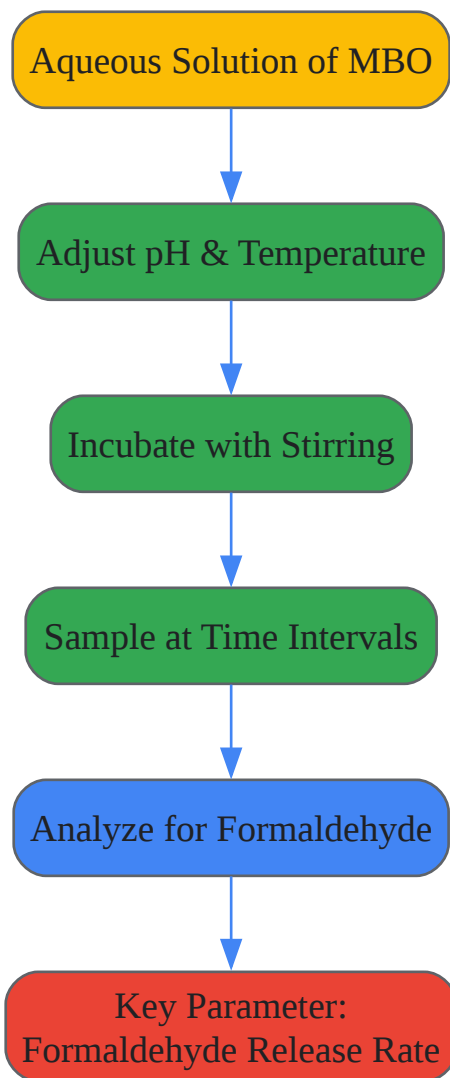 Aqueous Solution of MBO
Adjust pH & Temperature
Incubate with Stirring
Sample at Time Intervals
Analyze for Formaldehyde
Key Parameter:
Formaldehyde Release Rate